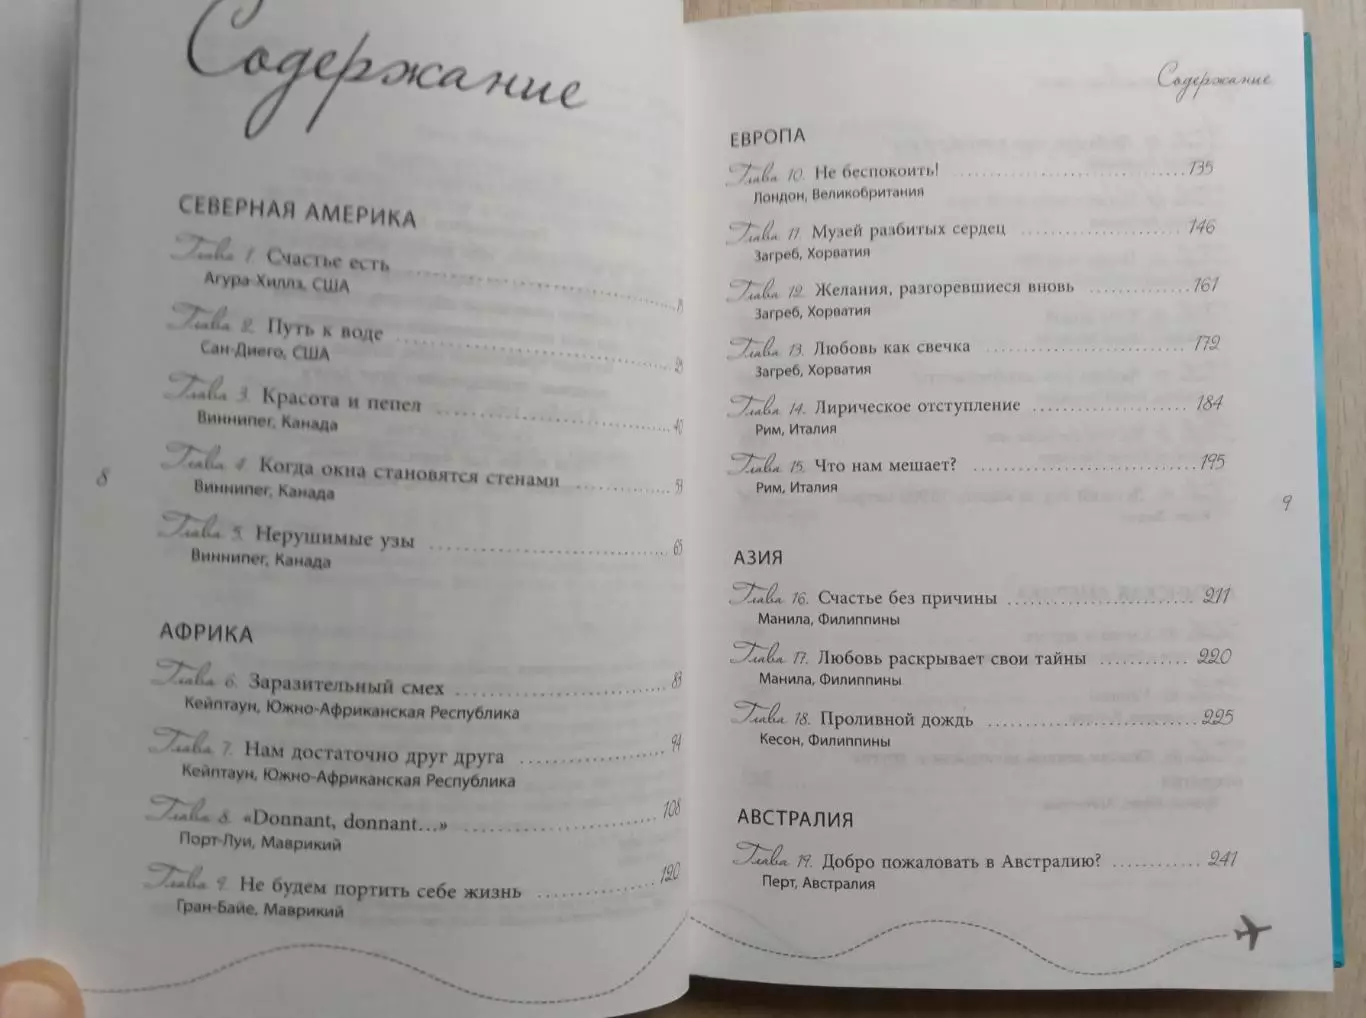 Содержание
СЕВЕРНАЯ АМЕРИКА
Глава 1. Счастье есть
Агура-Хиллз, США
Глава 2. Путь к воде
Сан-Диего, США
Глава 3. Красота и пепел 40
Виннипег, Канада
Глава 4. Когда окна становятся стенами
Виннипег, Канада
Глава 5. Нерушимые узы 65
Виннипег, Канада
8
АФРИКА
Глава 6. Заразительный смех 83
Кейптаун, Южно-Африканская Республика
Глава 7. Нам достаточно друг друга 94
Кейптаун, Южно-Африканская Республика
Глава 8. «Donnant, donnant...» 108
Порт-Луи, Маврикий
Глава 9. Не будем портить себе жизнь 120
Гран-Байе, Маврикий
Содержание
ЕВРОПА
Глава 10. Не беспокоить! 135
Лондон, Великобритания
Глава 11. Музей разбитых сердец 146
Загреб, Хорватия
Глава 12. Желания, разгоревшиеся вновь 161
Загреб, Хорватия
Глава 13. Любовь как свечка 172
Загреб, Хорватия
Глава 14. Лирическое отступление 184
Рим, Италия
Глава 15. Что нам мешает? 195
Рим, Италия
9
АЗИЯ
Глава 16. Счастье без причины 211
Манила, Филиппины
Глава 17. Любовь раскрывает свои тайны 220
Манила, Филиппины
Глава 18. Проливной дождь 225
Кесон, Филиппины
АВСТРАЛИЯ
Глава 19. Добро пожаловать в Австралию? 241
Перт, Австралия